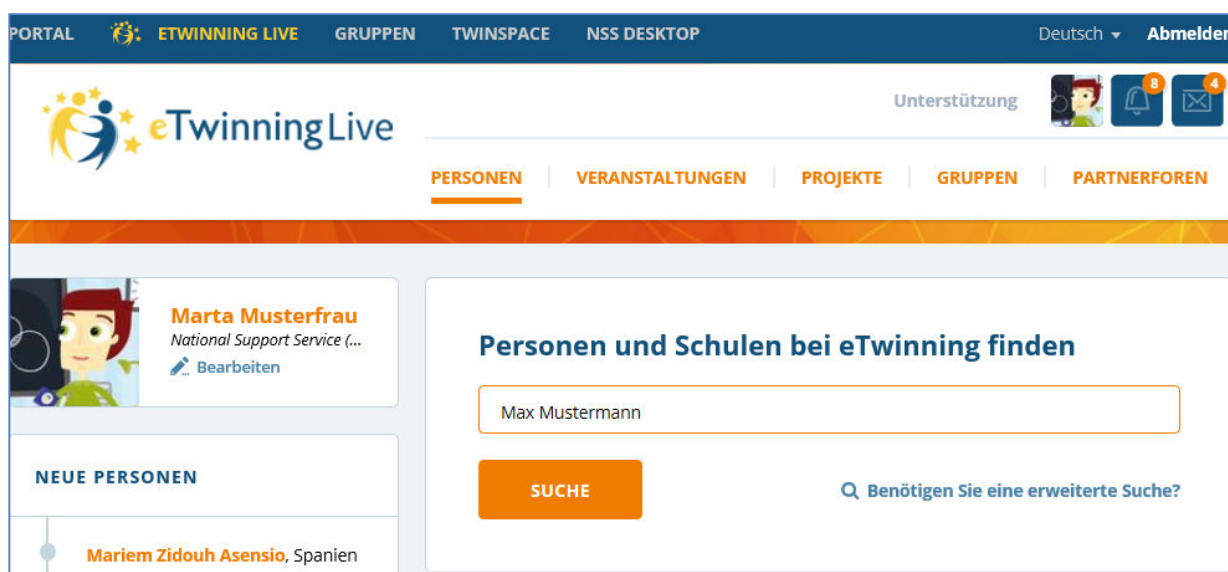 PORTAL ETWINNING LIVE GRUPPEN TWINSPACE NSS DESKTOP Deutsch Abmelden
eTwinning Live
Unterstützung 8 4
PERSONEN VERANSTALTUNGEN PROJEKTE GRUPPEN PARTNERFOREN
Marta Musterfrau
National Support Service (...
Bearbeiten
NEUE PERSONEN
Mariem Zidouh Asensio, Spanien
Personen und Schulen bei eTwinning finden
Max Mustermann
SUCHE
Benötigen Sie eine erweiterte Suche?